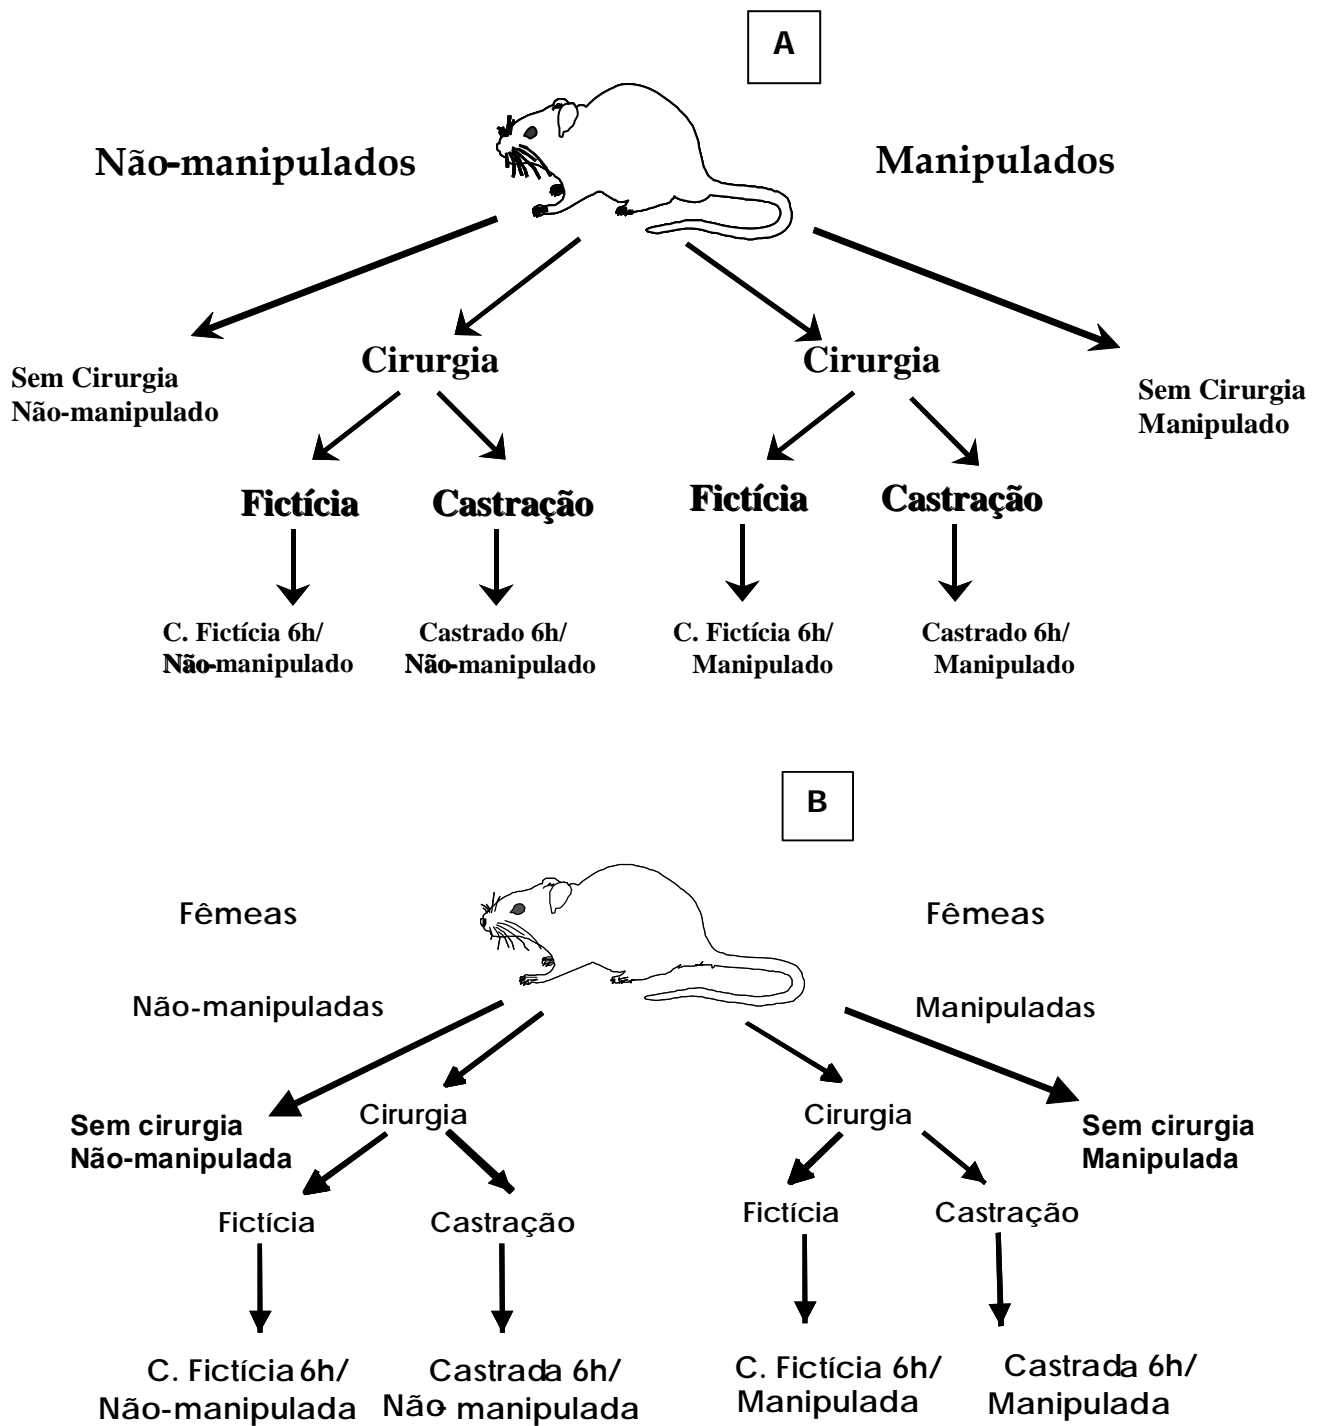 A
Não-manipulados
Manipulados
Cirurgia
Cirurgia
Sem Cirurgia
Não-manipulado
Sem Cirurgia
Manipulado
Fictícia
Castração
Fictícia
Castração
C. Fictícia 6h/
Não-manipulado
Castrado 6h/
Não-manipulado
C. Fictícia 6h/
Manipulado
Castrado 6h/
Manipulado
B
Fêmeas
Fêmeas
Não-manipuladas
Manipuladas
Cirurgia
Cirurgia
Sem cirurgia
Não-manipulada
Sem cirurgia
Manipulada
Fictícia
Castração
Fictícia
Castração
C. Fictícia 6h/
Não-manipulada
Castrada 6h/
Não- manipulada
C. Fictícia 6h/
Manipulada
Castrada 6h/
Manipulada